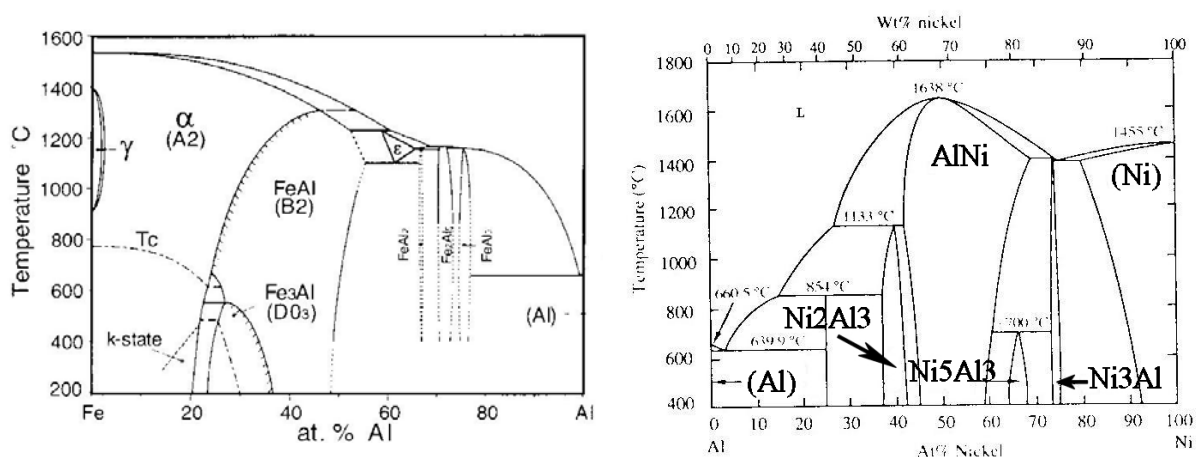 1600
1400
1200
1000
800
600
400
200
Temperature °C
γ
α
(A2)
FeAl
(B2)
ε
Tc
Fe₃Al
(D0₃)
k-state
FeAl₂
(Al)
Fe
20
40
60
80
Al
at. % Al
Wt% nickel
0 10 20 30 40 50 60 70 80 90 100
1800
1600
1400
1200
1000
800
600
400
Temperature (°C)
L
1638 °C
1455 °C
AlNi
(Ni)
1133 °C
854 °C
660.5 °C
Ni2Al3
~700 °C
639.9 °C
(Al)
Ni5Al3
Ni3Al
0 10 20 30 40 50 60 70 80 90 100
Al
At% Nickel
Ni